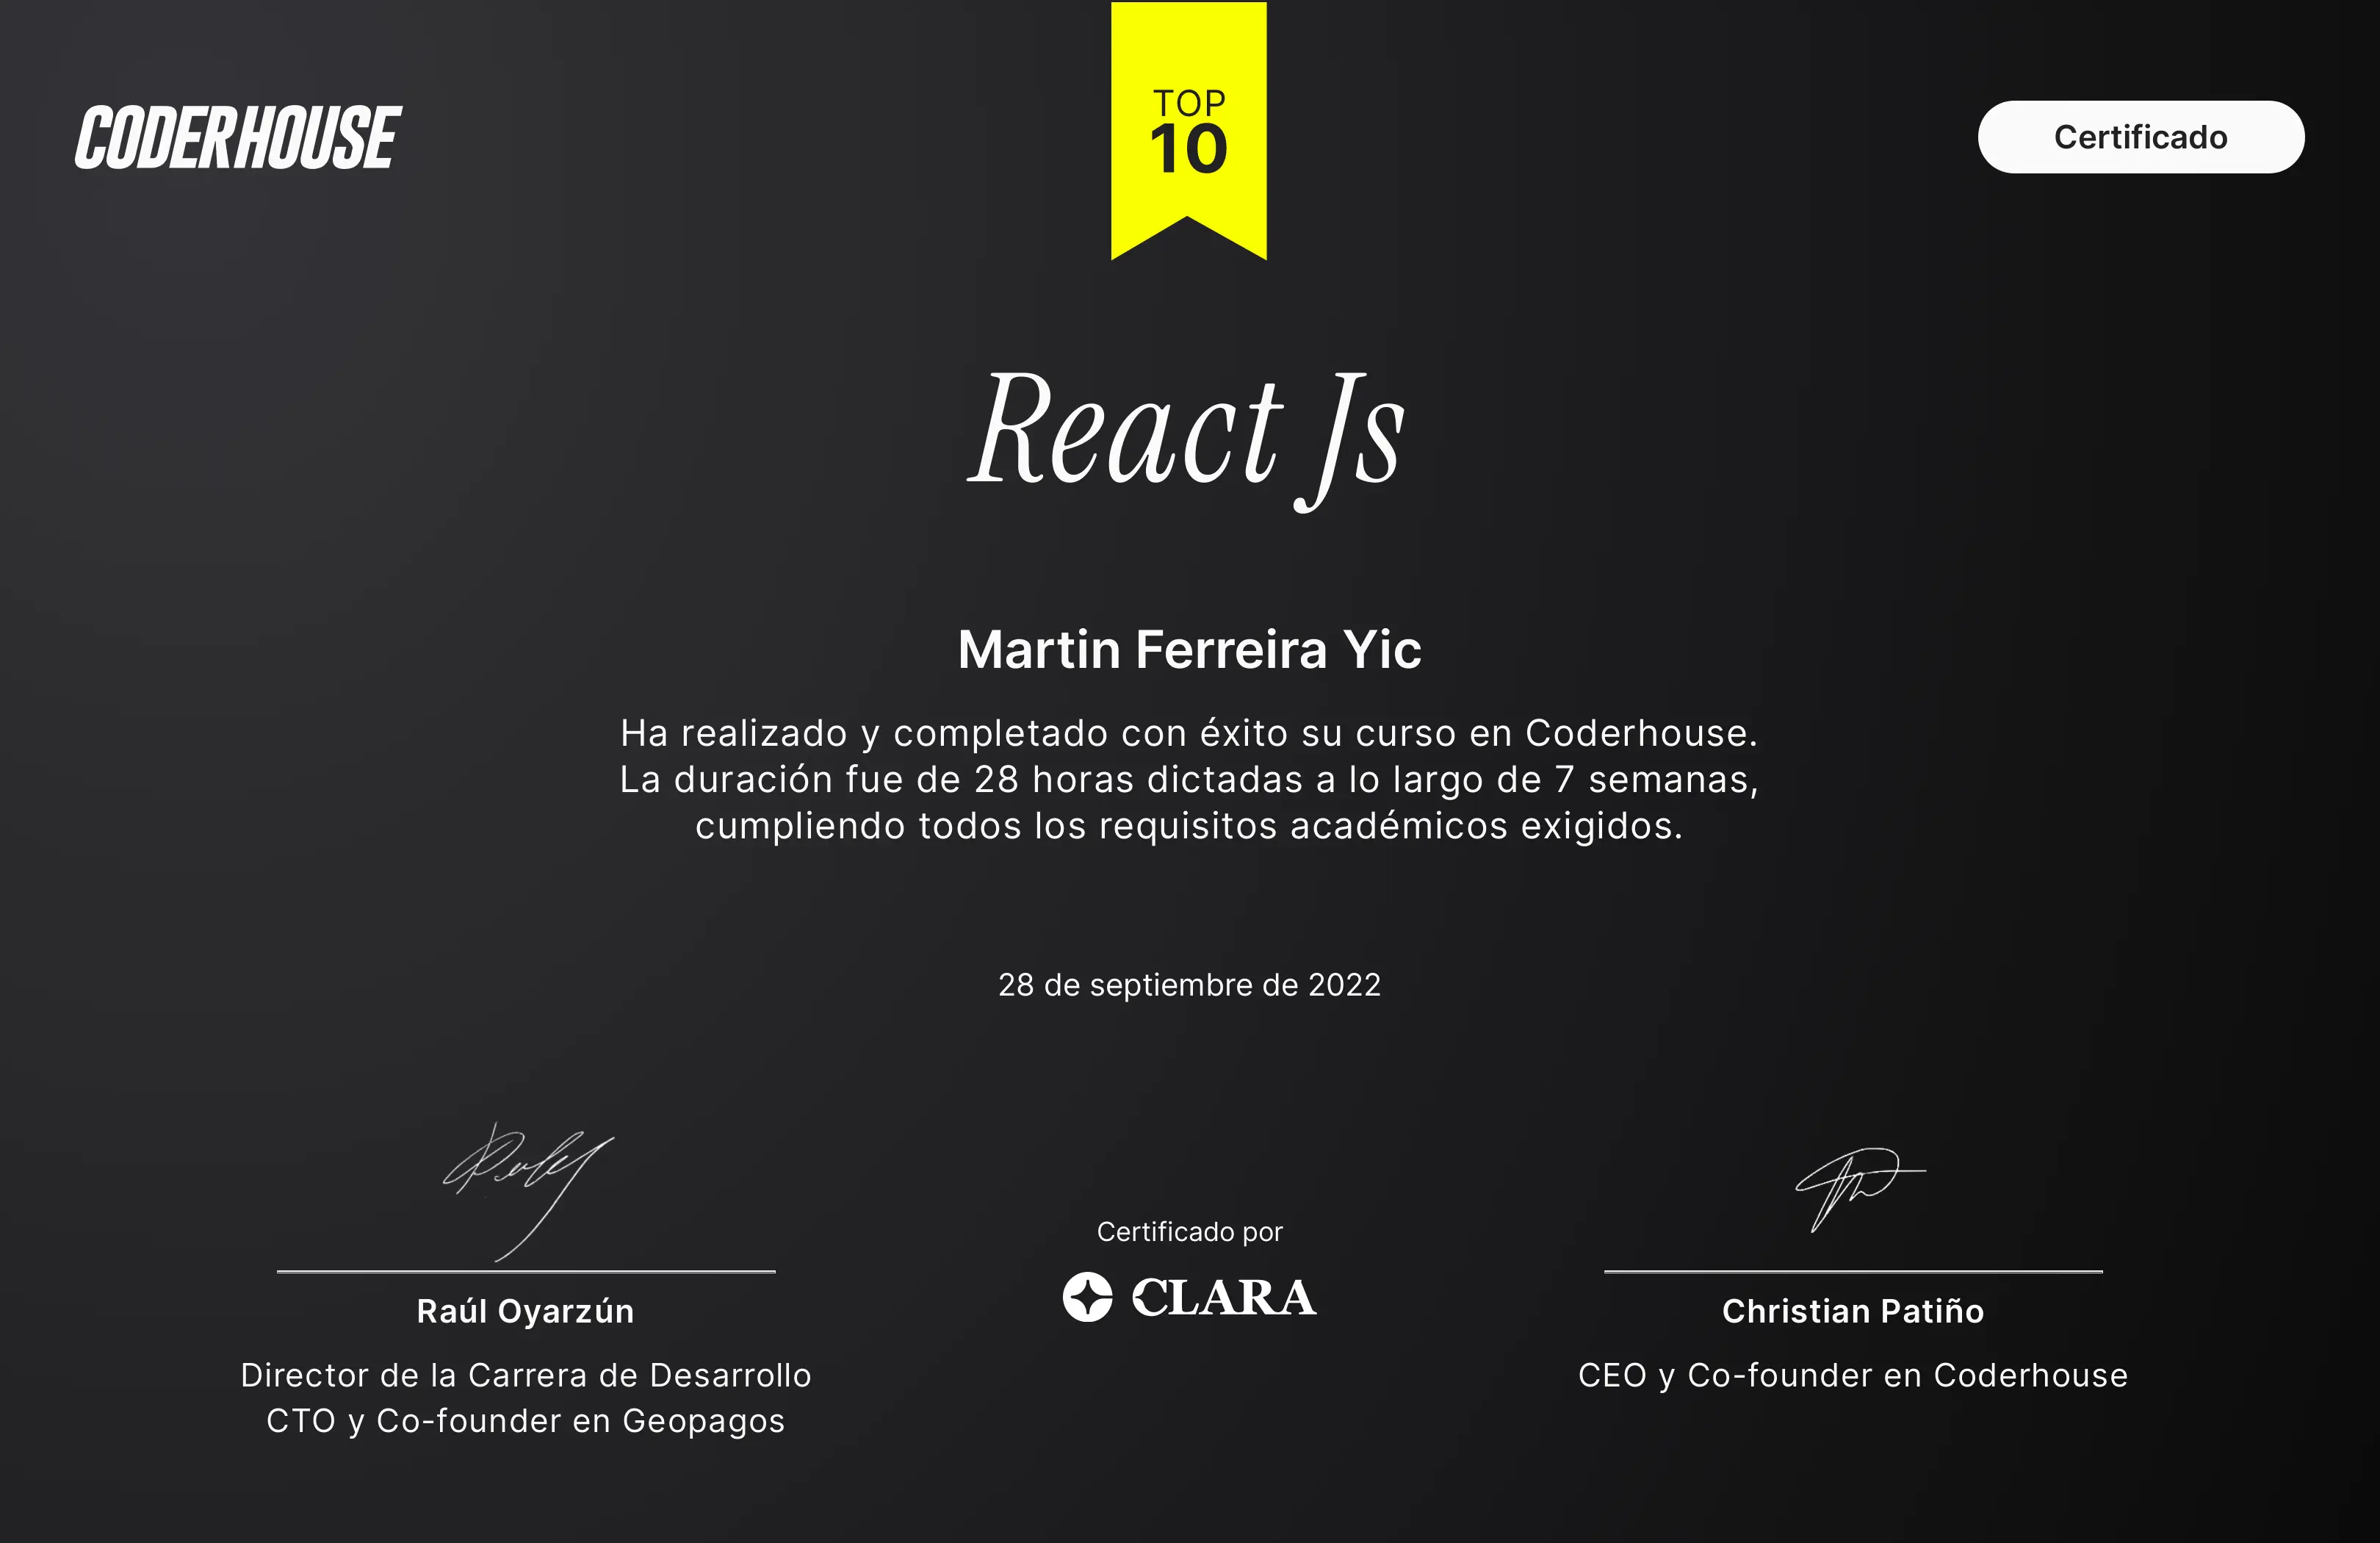 CODERHOUSE
TOP
10
Certificado
React Js
Martin Ferreira Yic
Ha realizado y completado con éxito su curso en Coderhouse.
La duración fue de 28 horas dictadas a lo largo de 7 semanas,
cumpliendo todos los requisitos académicos exigidos.
28 de septiembre de 2022
Raúl Oyarzún
Director de la Carrera de Desarrollo
CTO y Co-founder en Geopagos
Certificado por
CLARA
Christian Patiño
CEO y Co-founder en Coderhouse